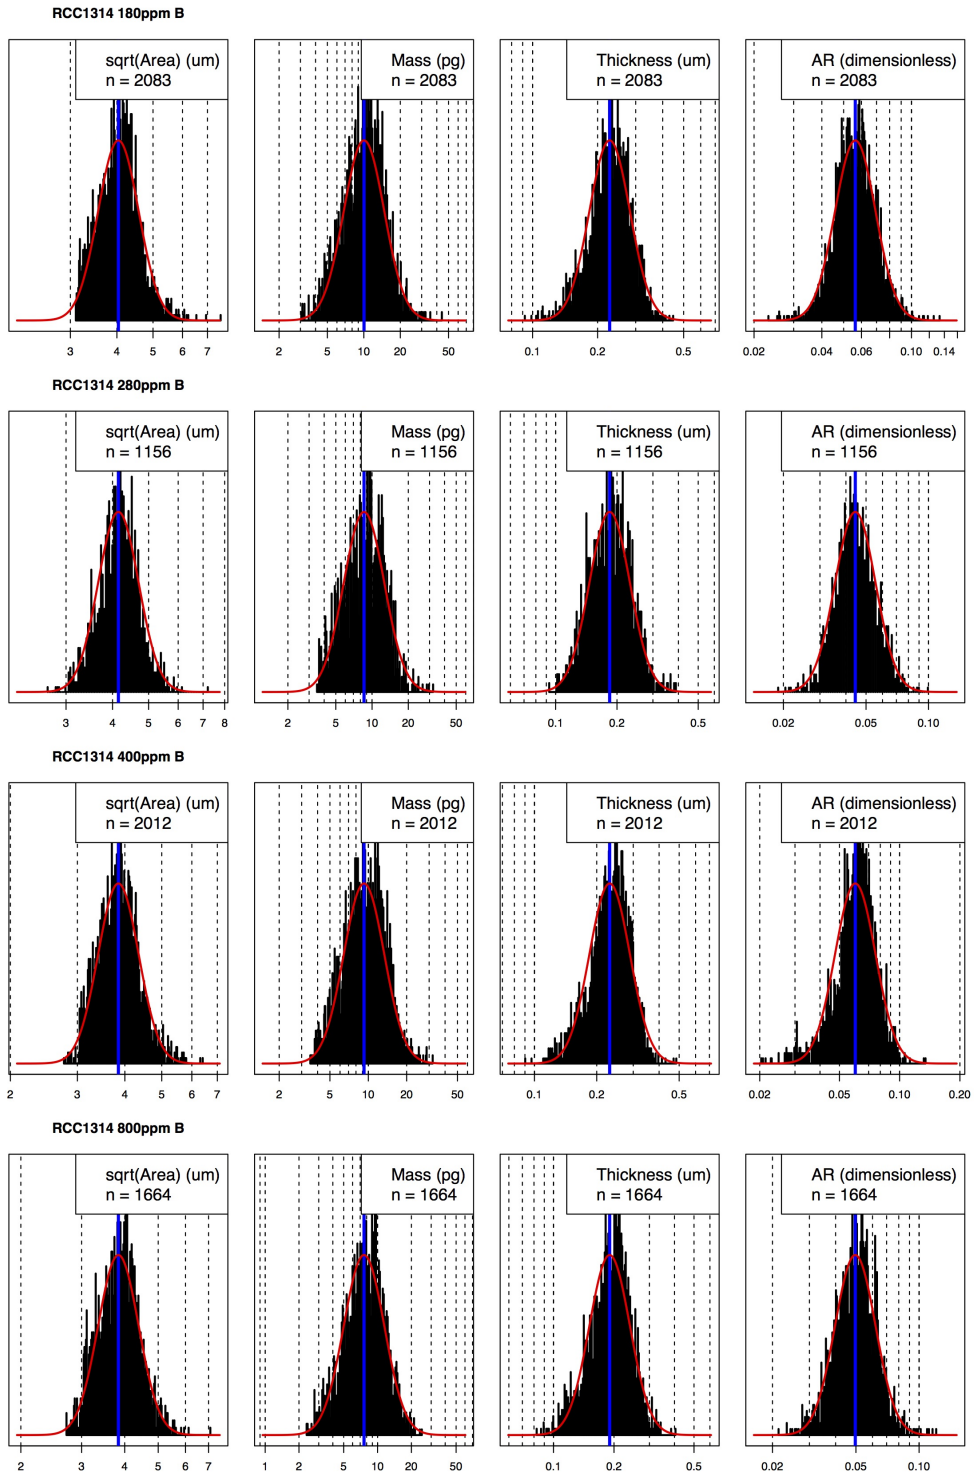 RCC1314 180ppm B
sqrt(Area) (um)
n = 2083
3 4 5 6 7
Mass (pg)
n = 2083
2 5 10 20 50
Thickness (um)
n = 2083
0.1 0.2 0.5
AR (dimensionless)
n = 2083
0.02 0.04 0.06 0.10 0.14
RCC1314 280ppm B
sqrt(Area) (um)
n = 1156
3 4 5 6 7 8
Mass (pg)
n = 1156
2 5 10 20 50
Thickness (um)
n = 1156
0.1 0.2 0.5
AR (dimensionless)
n = 1156
0.02 0.05 0.10
RCC1314 400ppm B
sqrt(Area) (um)
n = 2012
2 3 4 5 6 7
Mass (pg)
n = 2012
2 5 10 20 50
Thickness (um)
n = 2012
0.1 0.2 0.5
AR (dimensionless)
n = 2012
0.02 0.05 0.10 0.20
RCC1314 800ppm B
sqrt(Area) (um)
n = 1664
2 3 4 5 6 7
Mass (pg)
n = 1664
1 2 5 10 20 50
Thickness (um)
n = 1664
0.1 0.2 0.5
AR (dimensionless)
n = 1664
0.02 0.05 0.10